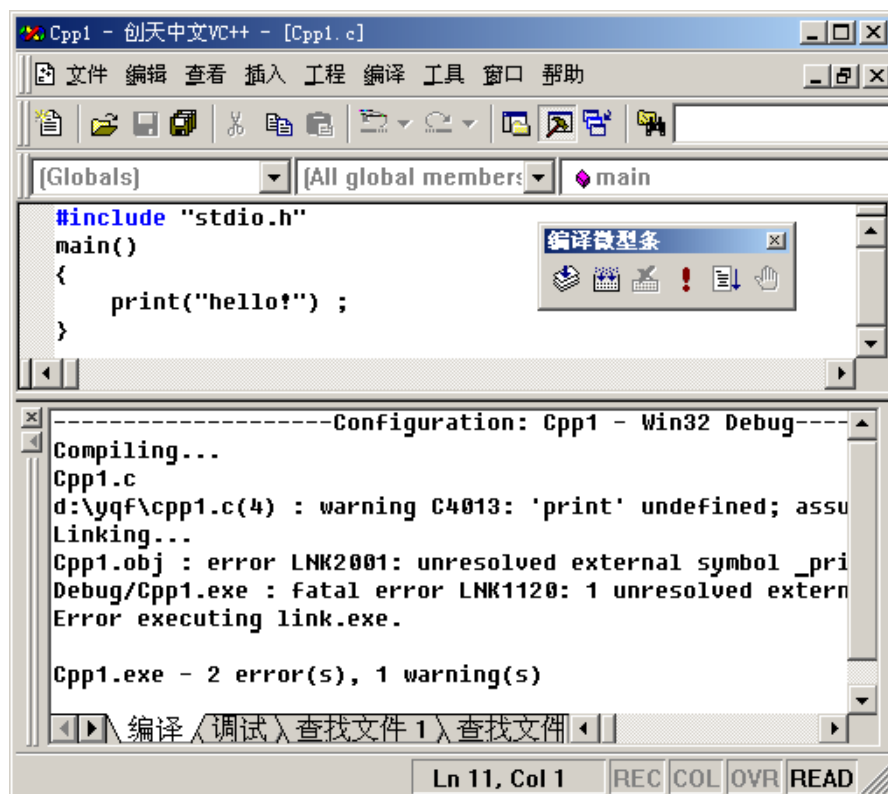 Cpp1 - 创天中文VC++ - [Cpp1.c]
文件 编辑 查看 插入 工程 编译 工具 窗口 帮助
(Globals) (All global members main
#include "stdio.h"
main()
{
print("hello!") ;
}
编译微型条
--------------------Configuration: Cpp1 - Win32 Debug----
Compiling...
Cpp1.c
d:\yqf\cpp1.c(4) : warning C4013: 'print' undefined; assu
Linking...
Cpp1.obj : error LNK2001: unresolved external symbol _pri
Debug/Cpp1.exe : fatal error LNK1120: 1 unresolved extern
Error executing link.exe.
Cpp1.exe - 2 error(s), 1 warning(s)
编译 调试 查找文件 1 查找文件
Ln 11, Col 1 REC COL OVR READ